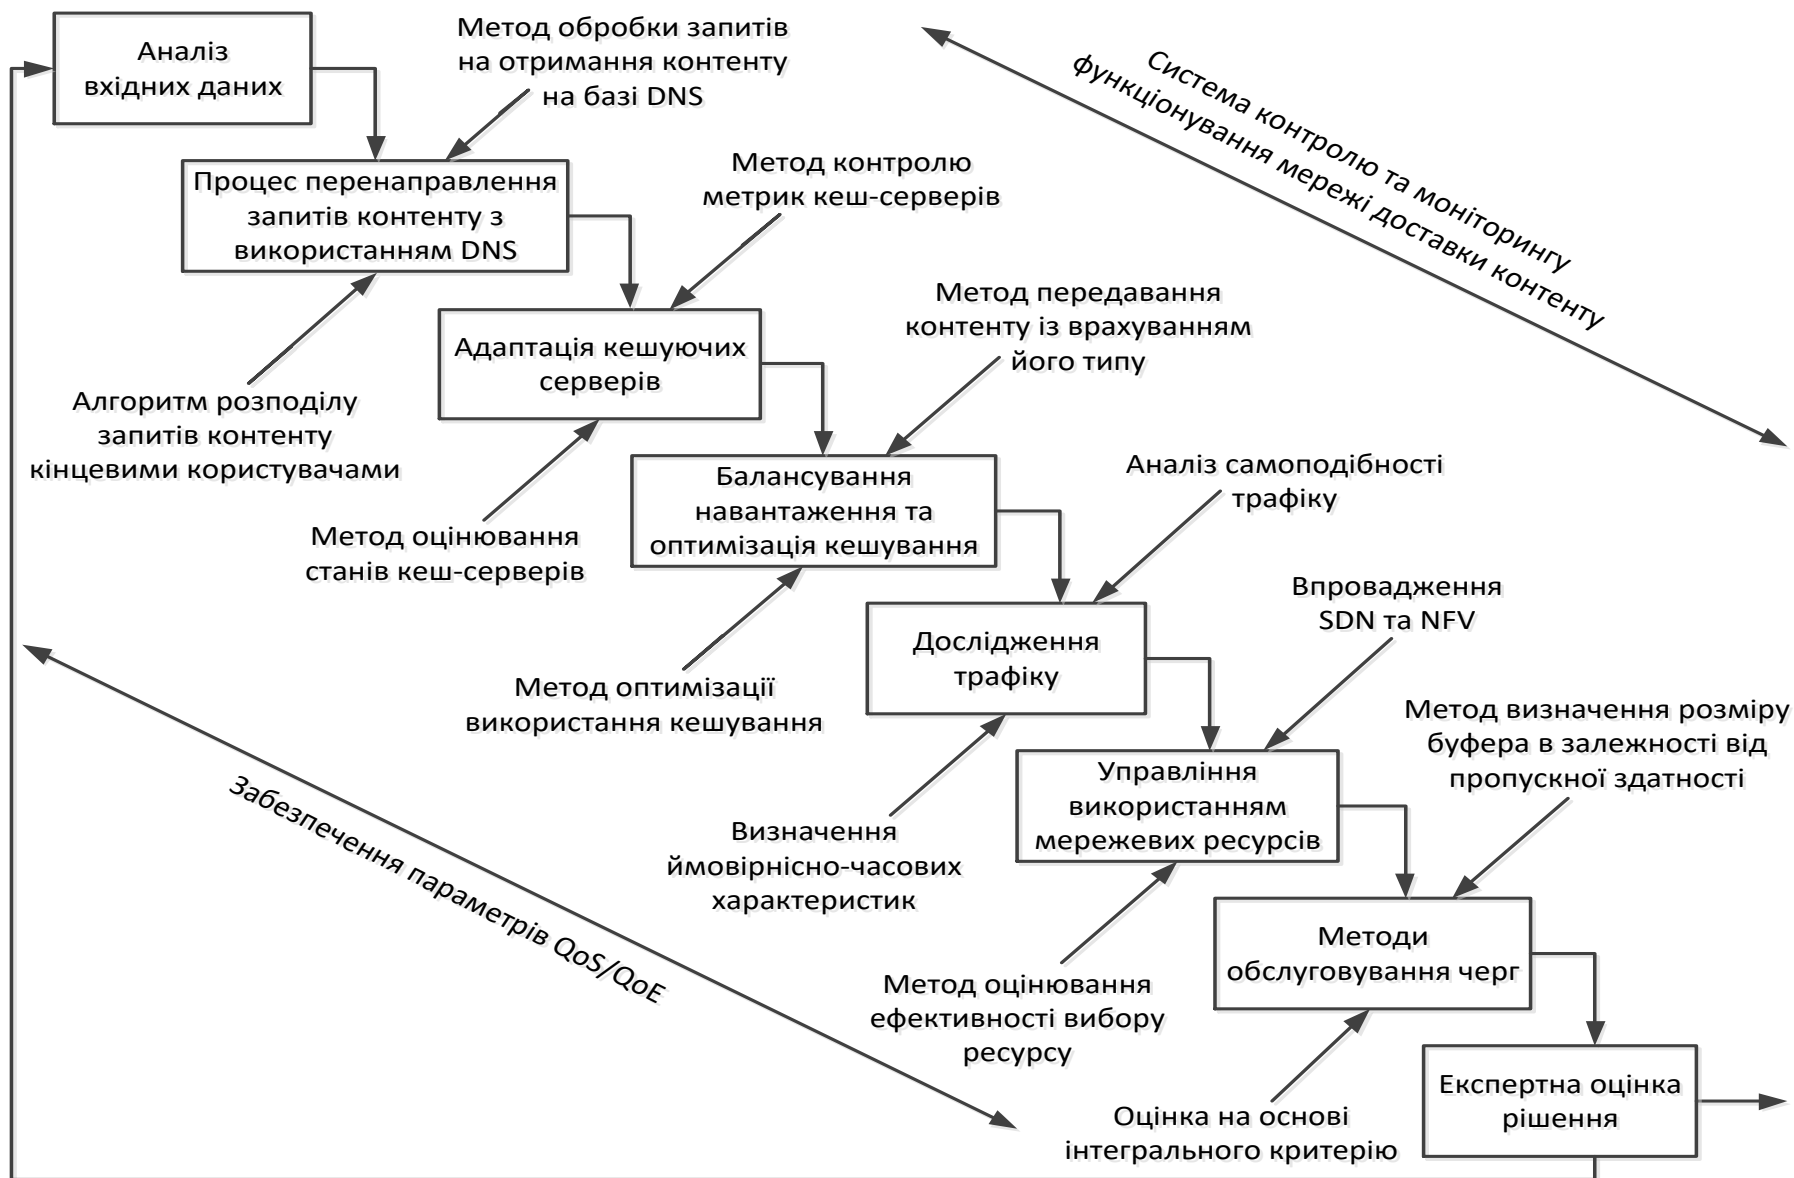 Аналіз
вхідних даних
Метод обробки запитів
на отримання контенту
на базі DNS
Система контролю та моніторингу
функціонування мережі доставки контенту
Процес перенаправлення
запитів контенту з
використанням DNS
Метод контролю
метрик кеш-серверів
Алгоритм розподілу
запитів контенту
кінцевими користувачами
Адаптація кешуючих
серверів
Метод передавання
контенту із врахуванням
його типу
Метод оцінювання
станів кеш-серверів
Балансування
навантаження та
оптимізація кешування
Аналіз самоподібності
трафіку
Метод оптимізації
використання кешування
Дослідження
трафіку
Впровадження
SDN та NFV
Забезпечення параметрів QoS/QoE
Визначення
ймовірнісно-часових
характеристик
Управління
використанням
мережевих ресурсів
Метод визначення розміру
буфера в залежності від
пропускної здатності
Метод оцінювання
ефективності вибору
ресурсу
Методи
обслуговування черг
Оцінка на основі
інтегрального критерію
Експертна оцінка
рішення